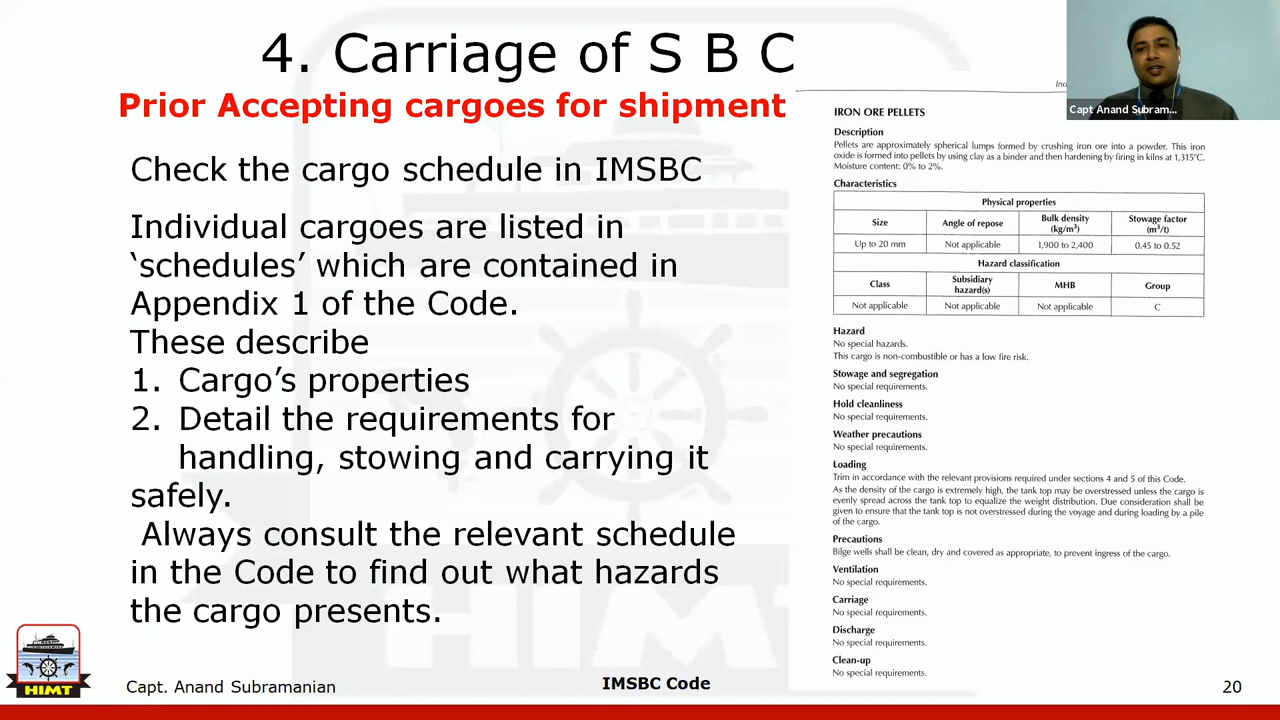 4. Carriage of S B C
Prior Accepting cargoes for shipment
Check the cargo schedule in IMSBC
Individual cargoes are listed in
‘schedules’ which are contained in
Appendix 1 of the Code.
These describe
1. Cargo’s properties
2. Detail the requirements for
handling, stowing and carrying it
safely.
Always consult the relevant schedule
in the Code to find out what hazards
the cargo presents.
Capt Anand Subram...
IRON ORE PELLETS
Description
Pellets are approximately spherical lumps formed by crushing iron ore into a powder. This iron
oxide is formed into pellets by using clay as a binder and then hardening by firing in kilns at 1,315°C.
Moisture content: 0% to 2%.
Characteristics
Physical properties
Size Angle of repose Bulk density (kg/m³) Stowage factor (m³/t)
Up to 20 mm Not applicable 1,900 to 2,400 0.45 to 0.52
Hazard classification
Class Subsidiary hazard(s) MHB Group
Not applicable Not applicable Not applicable C
Hazard
No special hazards.
This cargo is non-combustible or has a low fire risk.
Stowage and segregation
No special requirements.
Hold cleanliness
No special requirements.
Weather precautions
No special requirements.
Loading
Trim in accordance with the relevant provisions required under sections 4 and 5 of this Code.
As the density of the cargo is extremely high, the tank top may be overstressed unless the cargo is
evenly spread across the tank top to equalize the weight distribution. Due consideration shall be
given to ensure that the tank top is not overstressed during the voyage and during loading by a pile
of the cargo.
Precautions
Bilge wells shall be clean, dry and covered as appropriate, to prevent ingress of the cargo.
Ventilation
No special requirements.
Carriage
No special requirements.
Discharge
No special requirements.
Clean-up
No special requirements.
HIMT
HIMT
Capt. Anand Subramanian
IMSBC Code
20